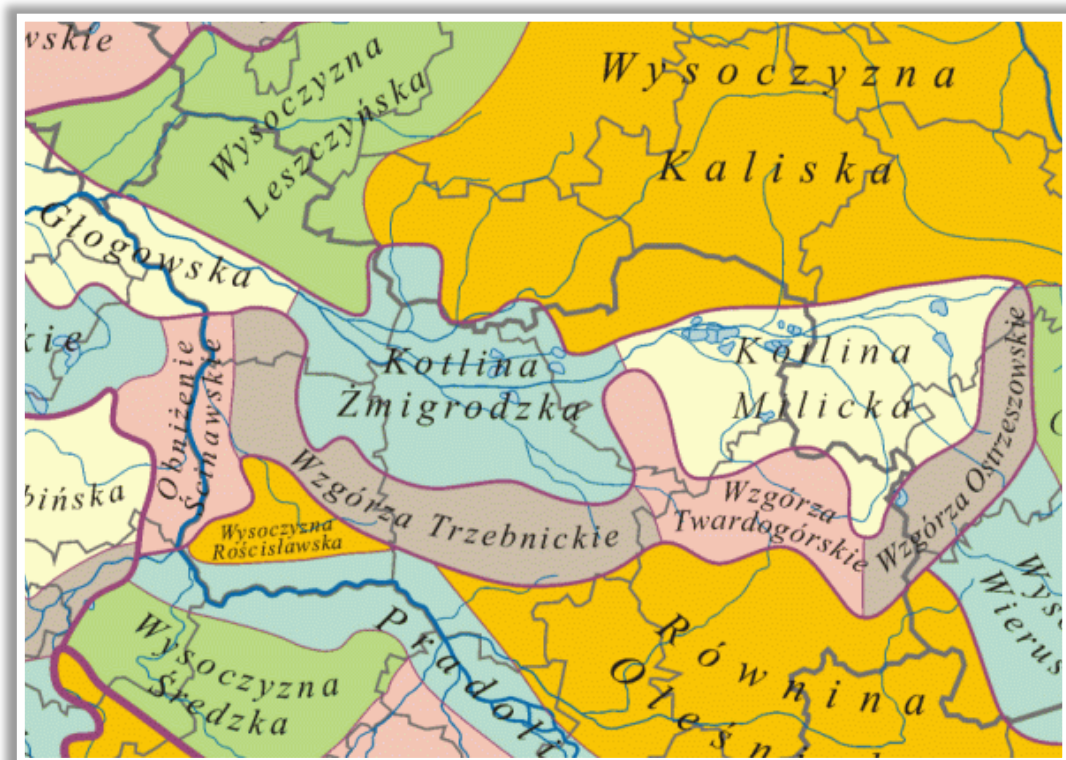 wskie
Wysoczyzna
Leszczyńska
Wysoczyzna
Kaliska
Głogowska
kie
Obniżenie
Ścinawskie
Kotlina
Żmigrodzka
Kotlina
Milicka
bińska
Wzgórza Trzebnickie
Wysoczyzna
Rościsławska
Wzgórza
Twardogórskie
Wzgórza Ostrzeszowskie
Wyso
Wierus
Wysoczyzna
Średzka
Pradoli
Równina
Oleśni